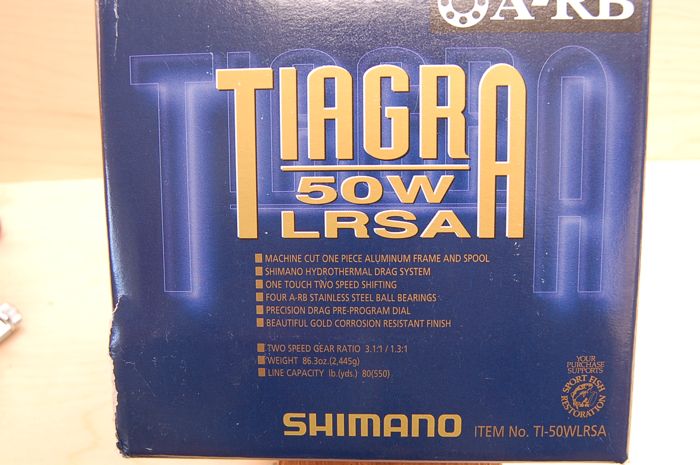 A-RB
TIAGRA
TIAGRA
50W
LRSA
MACHINE CUT ONE PIECE ALUMINUM FRAME AND SPOOL
SHIMANO HYDROTHERMAL DRAG SYSTEM
ONE TOUCH TWO SPEED SHIFTING
FOUR A-RB STAINLESS STEEL BALL BEARINGS
PRECISION DRAG PRE-PROGRAM DIAL
BEAUTIFUL GOLD CORROSION RESISTANT FINISH
TWO SPEED GEAR RATIO 3.1:1 / 1.3:1
WEIGHT 86.3oz.(2,445g)
LINE CAPACITY lb.(yds.) 80(550)
YOUR
PURCHASE
SUPPORTS
SPORT FISH
RESTORATION
SHIMANO ITEM No. TI-50WLRSA